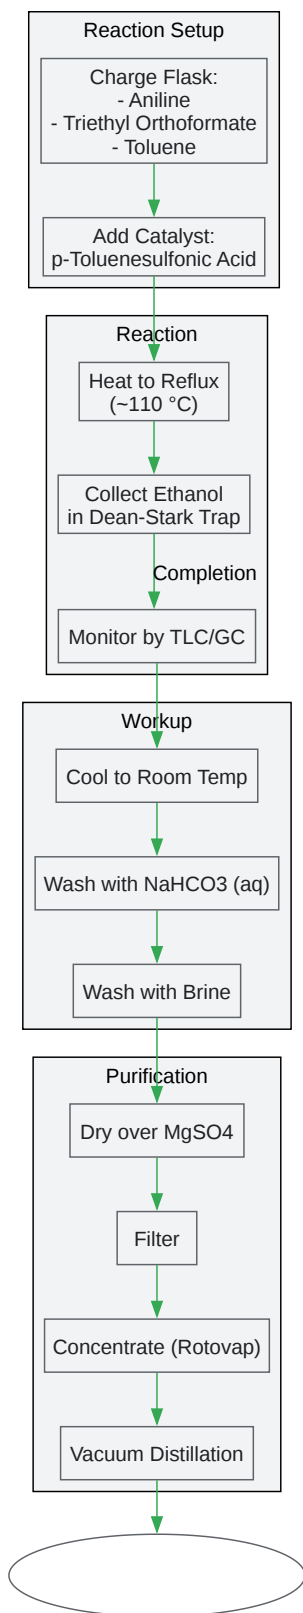 Reaction Setup
Charge Flask:
- Aniline
- Triethyl Orthoformate
- Toluene
Add Catalyst:
p-Toluenesulfonic Acid
Reaction
Heat to Reflux
(~110 °C)
Collect Ethanol
in Dean-Stark Trap
Completion
Monitor by TLC/GC
Workup
Cool to Room Temp
Wash with NaHCO3 (aq)
Wash with Brine
Purification
Dry over MgSO4
Filter
Concentrate (Rotovap)
Vacuum Distillation